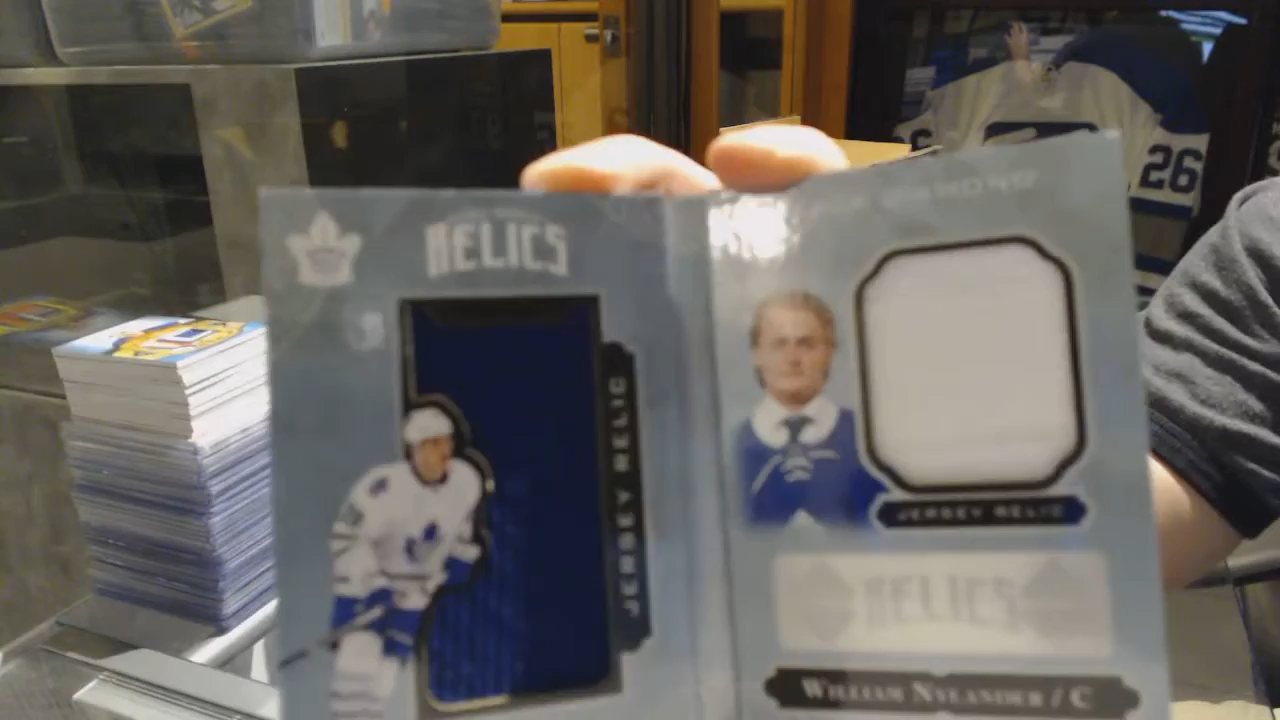 RELICS
JERSEY RELIC
JERSEY RELIC
RELICS
WILLIAM NYLANDER / C
26